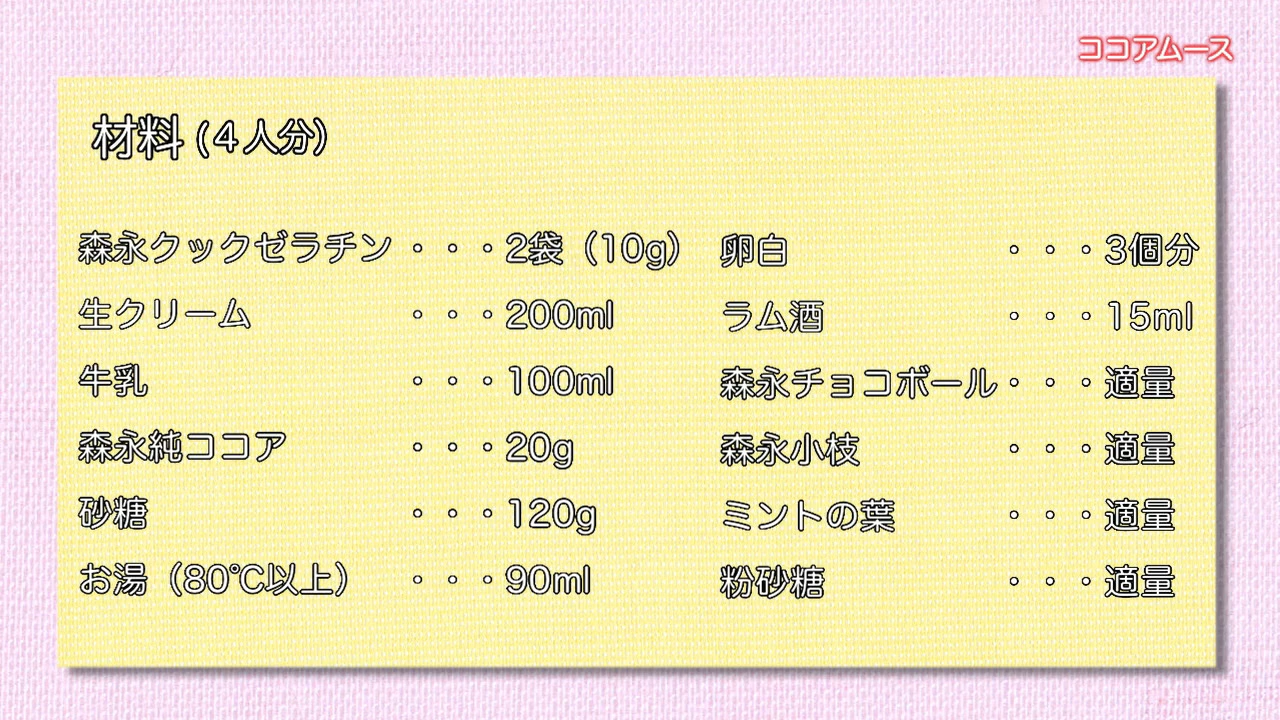 ココアムース
材料(4人分)
森永クックゼラチン・・・2袋(10g)
生クリーム・・・200ml
牛乳・・・100ml
森永純ココア・・・20g
砂糖・・・120g
お湯(80℃以上)・・・90ml
卵白・・・3個分
ラム酒・・・15ml
森永チョコボール・・・適量
森永小枝・・・適量
ミントの葉・・・適量
粉砂糖・・・適量